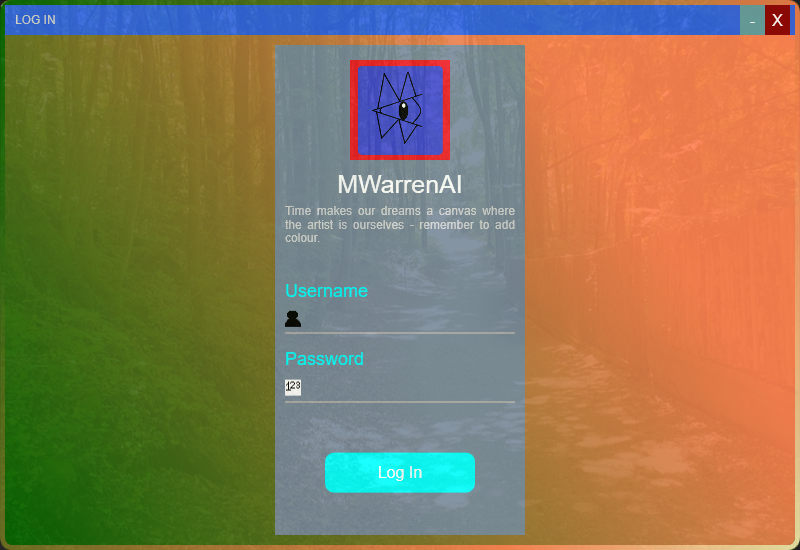 LOG IN
- X
MWarrenAI
Time makes our dreams a canvas where
the artist is ourselves - remember to add
colour.
Username
Password
123
Log In